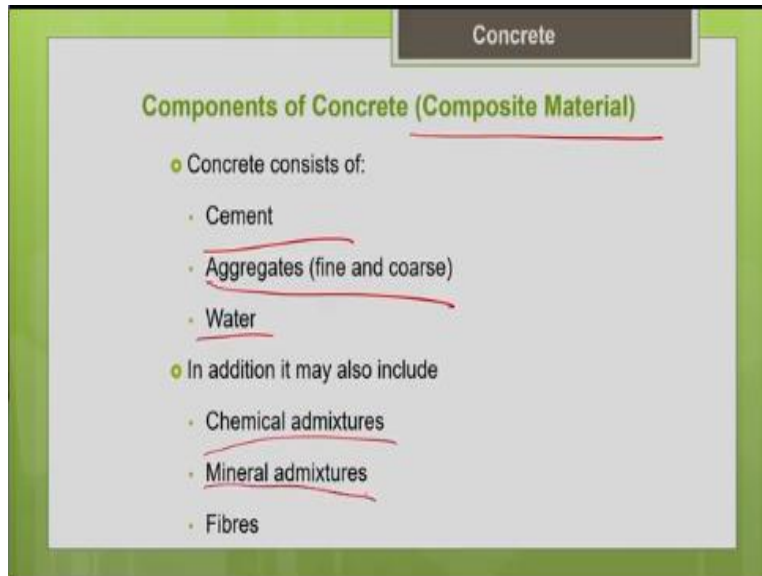 Concrete
Components of Concrete (Composite Material)
Concrete consists of:
Cement
Aggregates (fine and coarse)
Water
In addition it may also include
Chemical admixtures
Mineral admixtures
Fibres